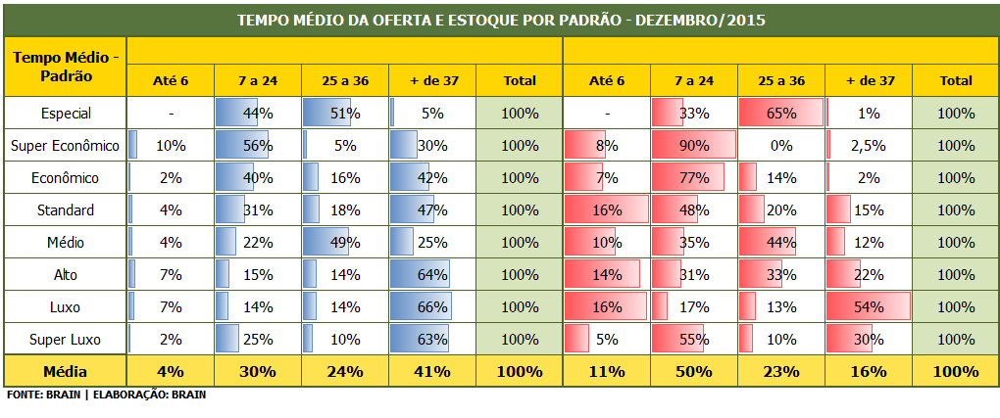 TEMPO MÉDIO DA OFERTA E ESTOQUE POR PADRÃO - DEZEMBRO/2015
Tempo Médio - Padrão Até 6 7 a 24 25 a 36 + de 37 Total Até 6 7 a 24 25 a 36 + de 37 Total
Especial - 44% 51% 5% 100% - 33% 65% 1% 100%
Super Econômico 10% 56% 5% 30% 100% 8% 90% 0% 2,5% 100%
Econômico 2% 40% 16% 42% 100% 7% 77% 14% 2% 100%
Standard 4% 31% 18% 47% 100% 16% 48% 20% 15% 100%
Médio 4% 22% 49% 25% 100% 10% 35% 44% 12% 100%
Alto 7% 15% 14% 64% 100% 14% 31% 33% 22% 100%
Luxo 7% 14% 14% 66% 100% 16% 17% 13% 54% 100%
Super Luxo 2% 25% 10% 63% 100% 5% 55% 10% 30% 100%
Média 4% 30% 24% 41% 100% 11% 50% 23% 16% 100%
FONTE: BRAIN | ELABORAÇÃO: BRAIN